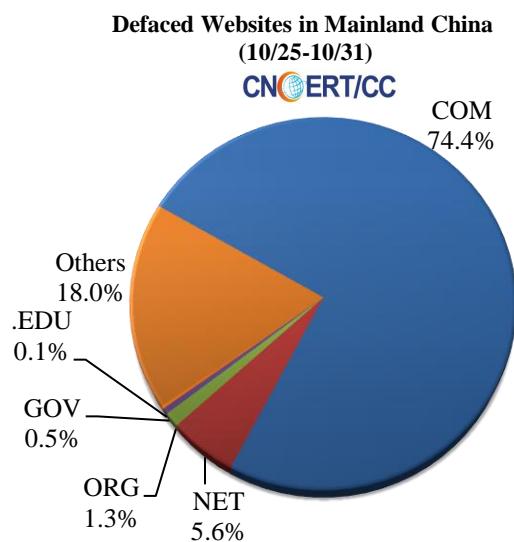 Defaced Websites in Mainland China
(10/25-10/31)
CNCERT/CC
COM
74.4%
Others
18.0%
.EDU
0.1%
GOV
0.5%
ORG
1.3%
NET
5.6%